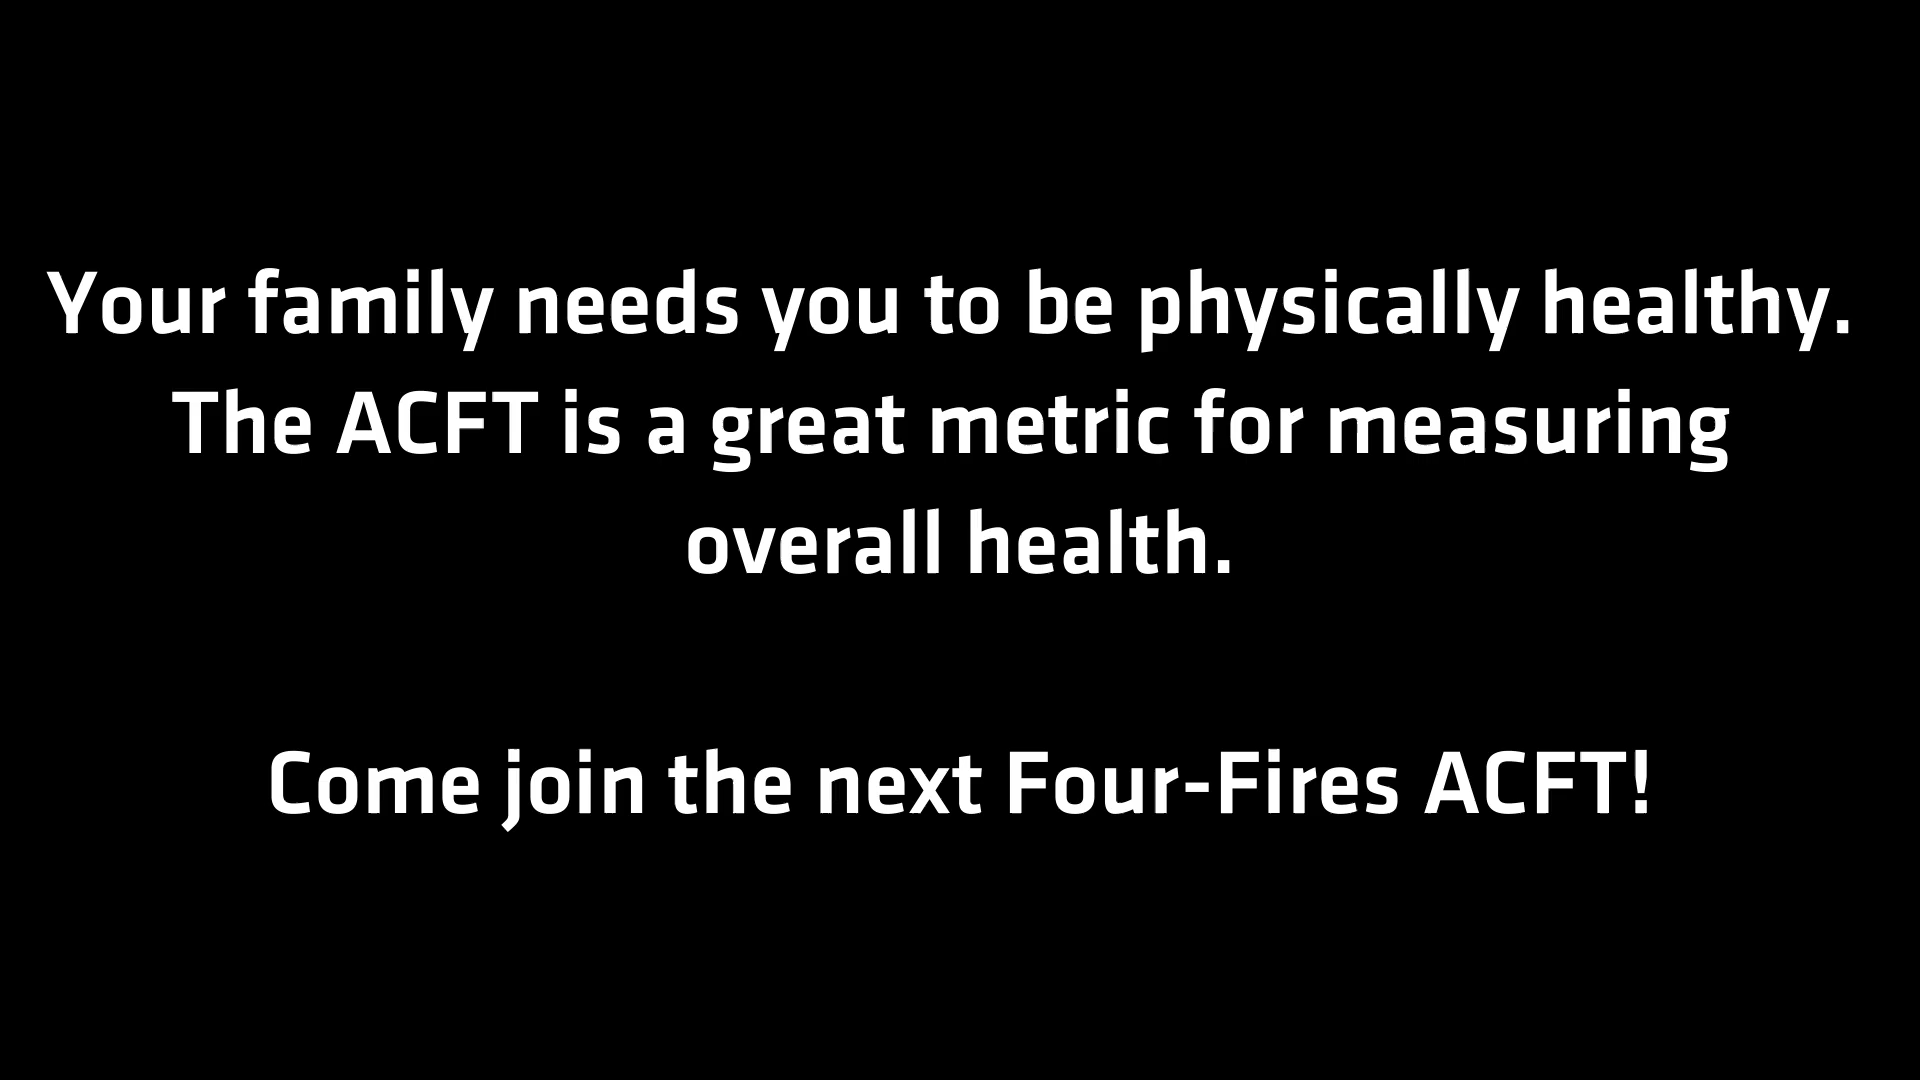 Your family needs you to be physically healthy.
The ACFT is a great metric for measuring
overall health.
Come join the next Four-Fires ACFT!